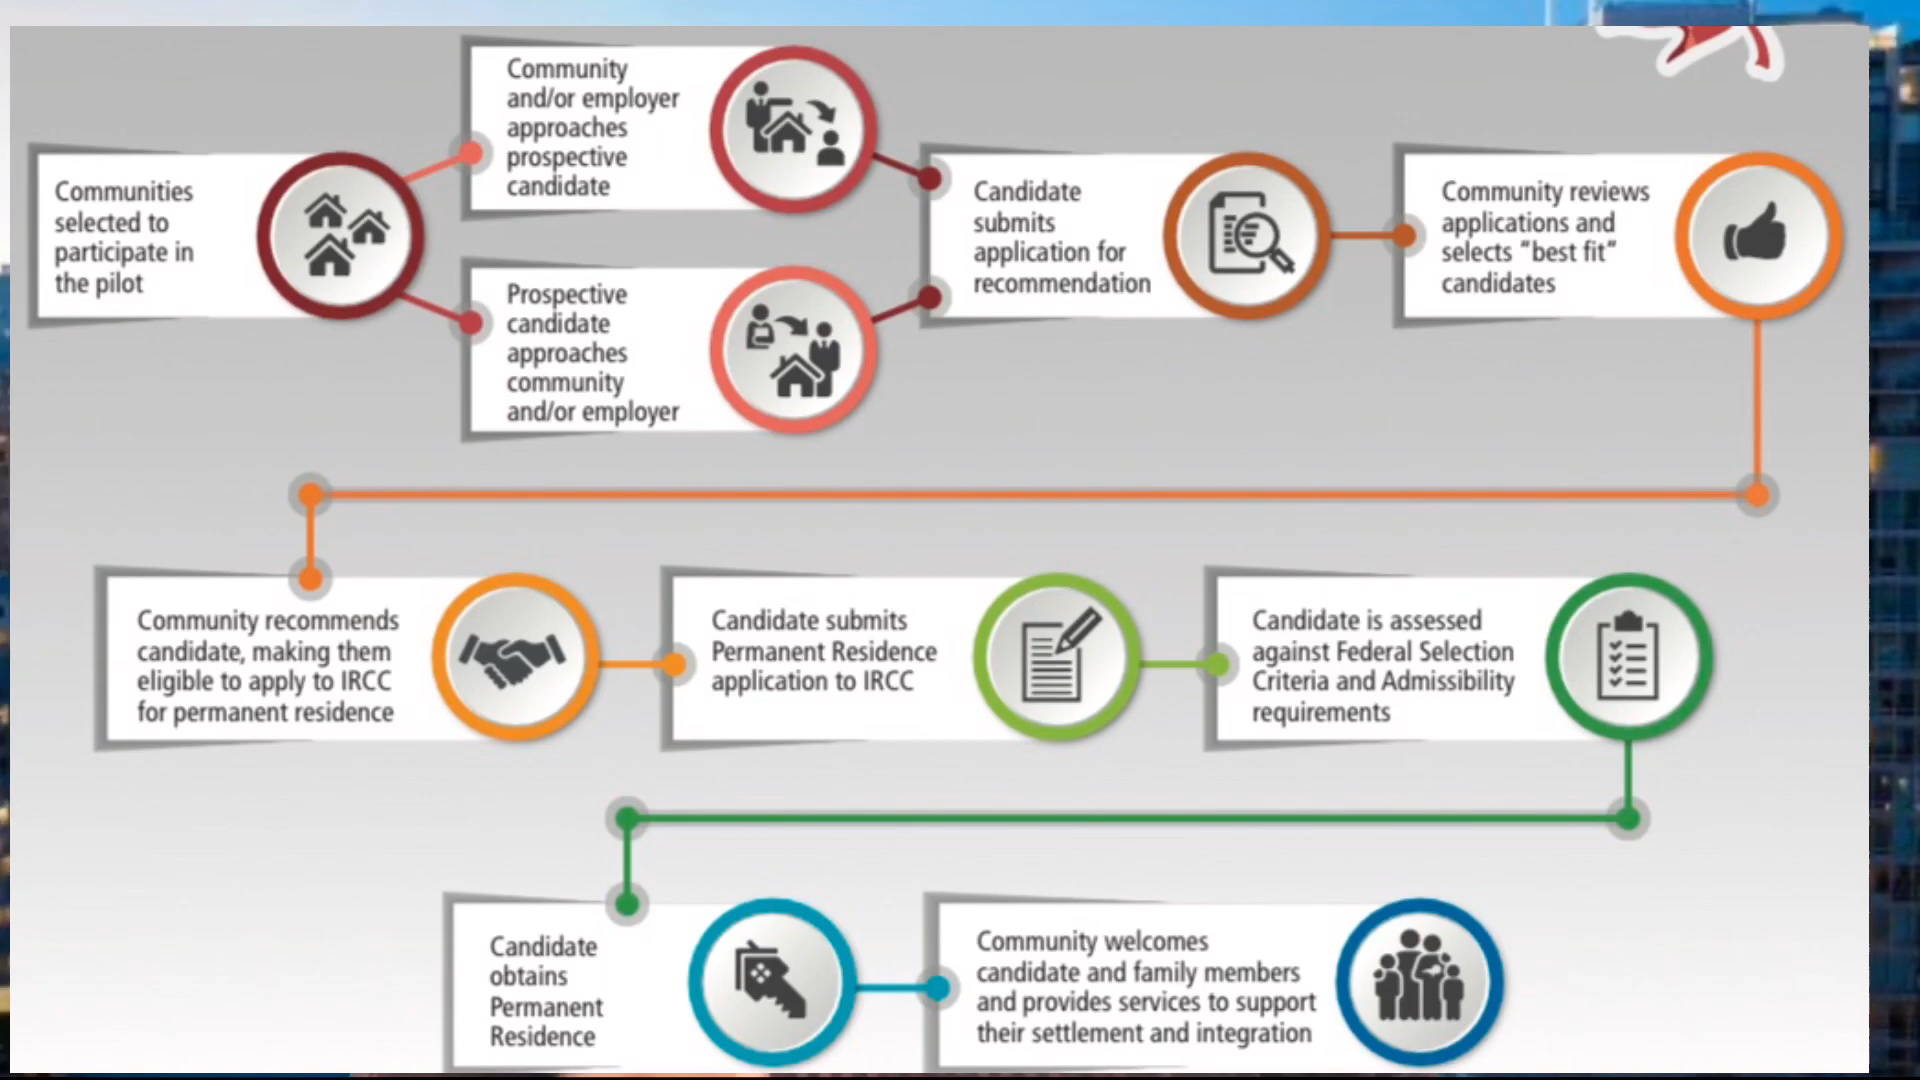 Communities
selected to
participate in
the pilot
Community
and/or employer
approaches
prospective
candidate
Prospective
candidate
approaches
community
and/or employer
Candidate
submits
application for
recommendation
Community reviews
applications and
selects “best fit”
candidates
Community recommends
candidate, making them
eligible to apply to IRCC
for permanent residence
Candidate submits
Permanent Residence
application to IRCC
Candidate is assessed
against Federal Selection
Criteria and Admissibility
requirements
Candidate
obtains
Permanent
Residence
Community welcomes
candidate and family members
and provides services to support
their settlement and integration